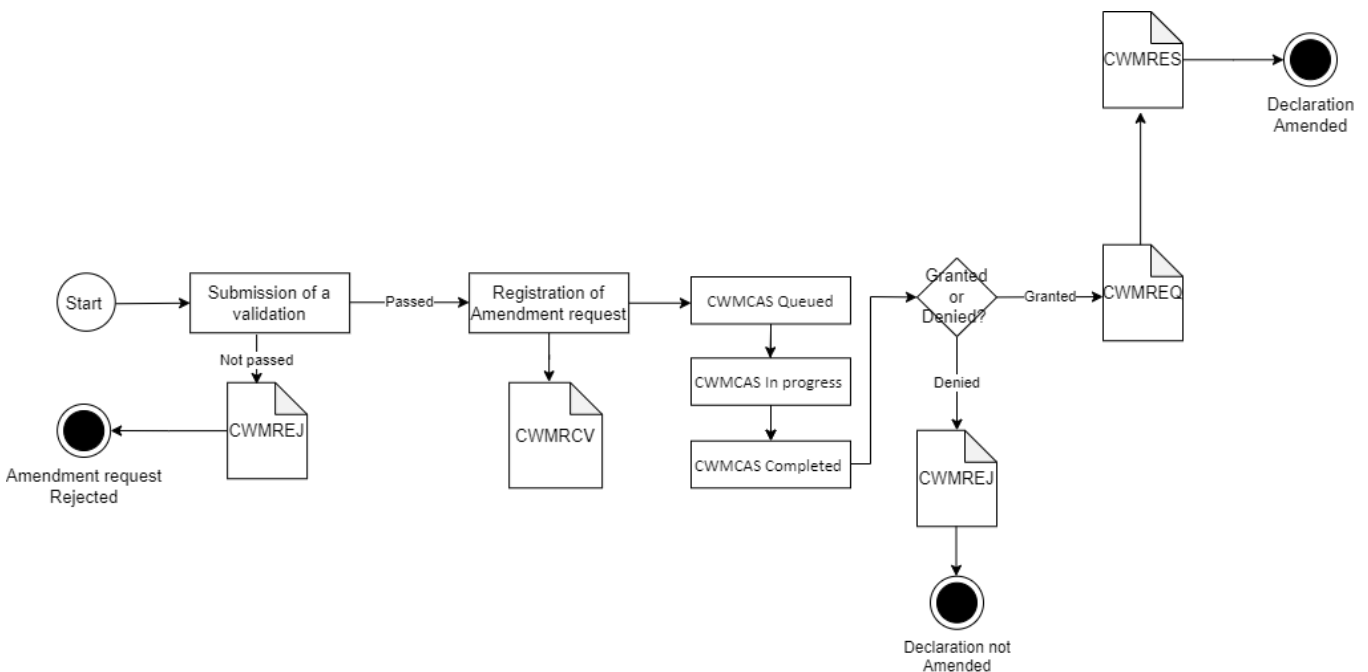 CWMRES
Declaration
Amended
Start
Submission of a
validation
Passed
Registration of
Amendment request
CWMCAS Queued
Granted
or
Denied?
Granted
CWMREQ
Not passed
CWMCAS In progress
Denied
CWMREJ
Amendment request
Rejected
CWMRCV
CWMCAS Completed
CWMREJ
Declaration not
Amended